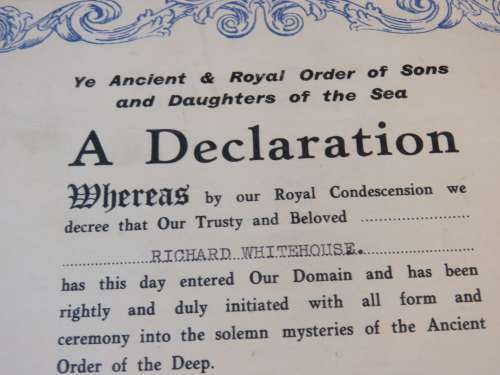 Ye Ancient & Royal Order of Sons
and Daughters of the Sea
A Declaration
Whereas by our Royal Condescension we
decree that Our Trusty and Beloved ......................
RICHARD WHITEHOUSE.
has this day entered Our Domain and has been
rightly and duly initiated with all form and
ceremony into the solemn mysteries of the Ancient
Order of the Deep.